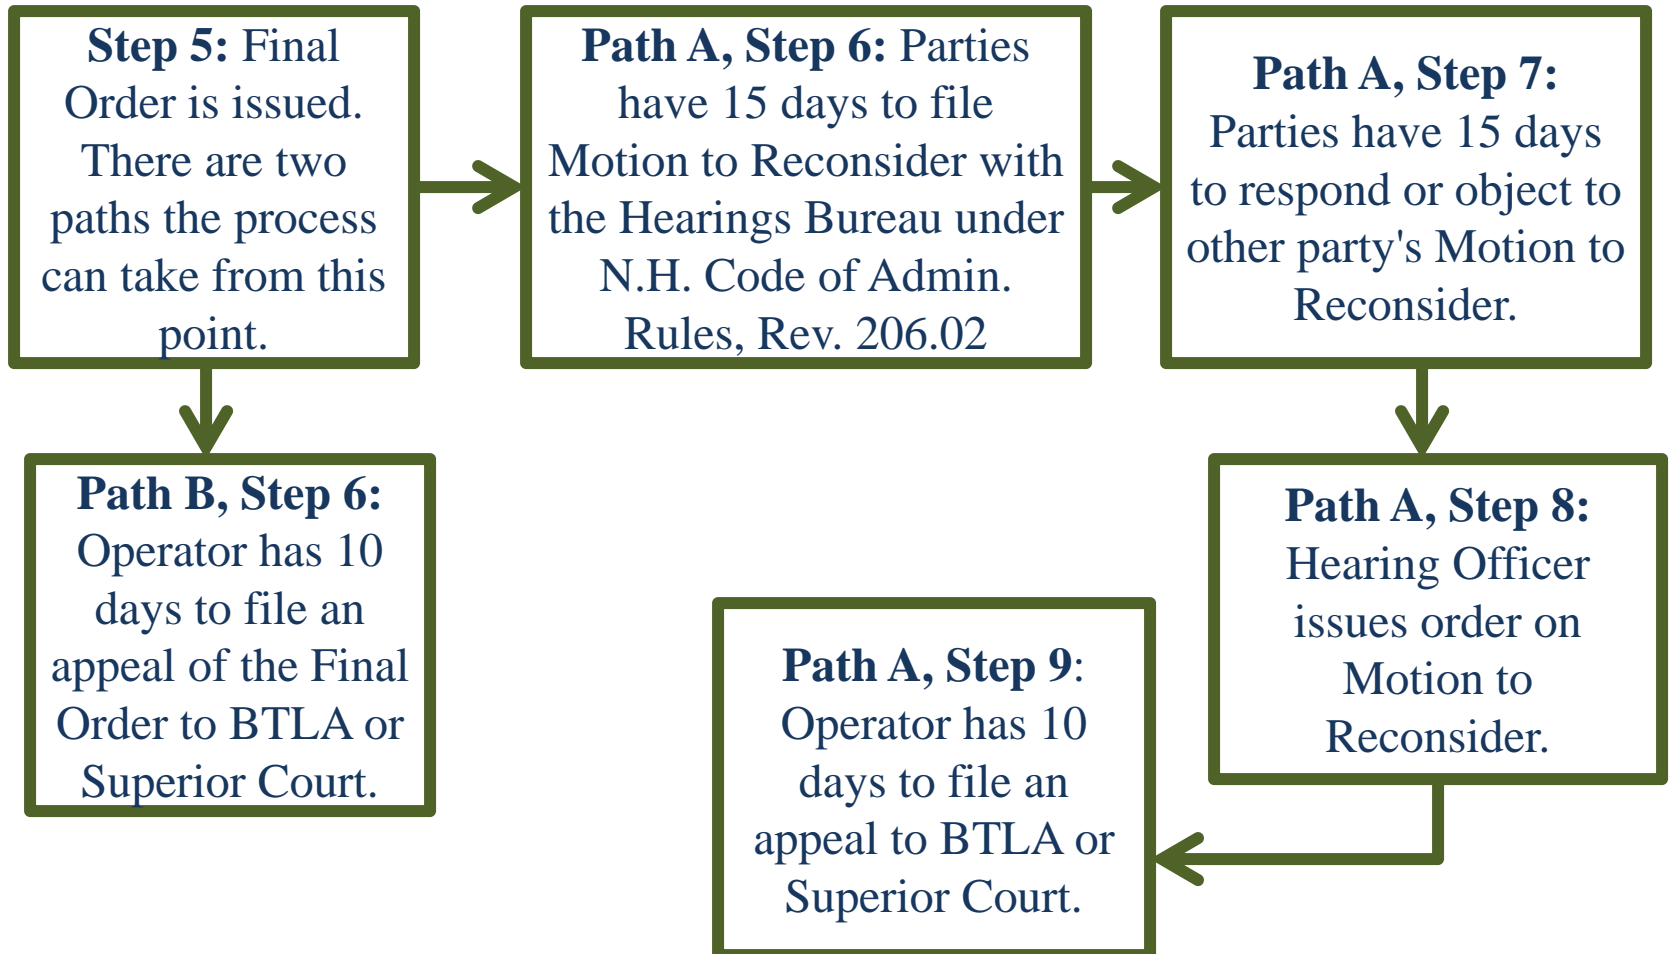 Step 5: Final
Order is issued.
There are two
paths the process
can take from this
point.
Path A, Step 6: Parties
have 15 days to file
Motion to Reconsider with
the Hearings Bureau under
N.H. Code of Admin.
Rules, Rev. 206.02
Path A, Step 7:
Parties have 15 days
to respond or object to
other party's Motion to
Reconsider.
Path B, Step 6:
Operator has 10
days to file an
appeal of the Final
Order to BTLA or
Superior Court.
Path A, Step 8:
Hearing Officer
issues order on
Motion to
Reconsider.
Path A, Step 9:
Operator has 10
days to file an
appeal to BTLA or
Superior Court.